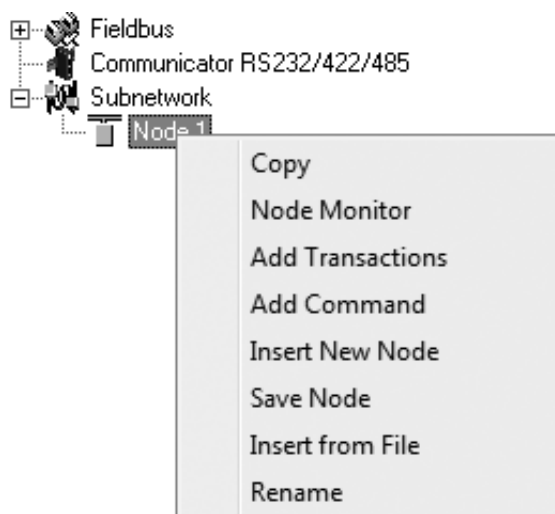 Fieldbus
Communicator RS232/422/485
Subnetwork
Node 1
Copy
Node Monitor
Add Transactions
Add Command
Insert New Node
Save Node
Insert from File
Rename